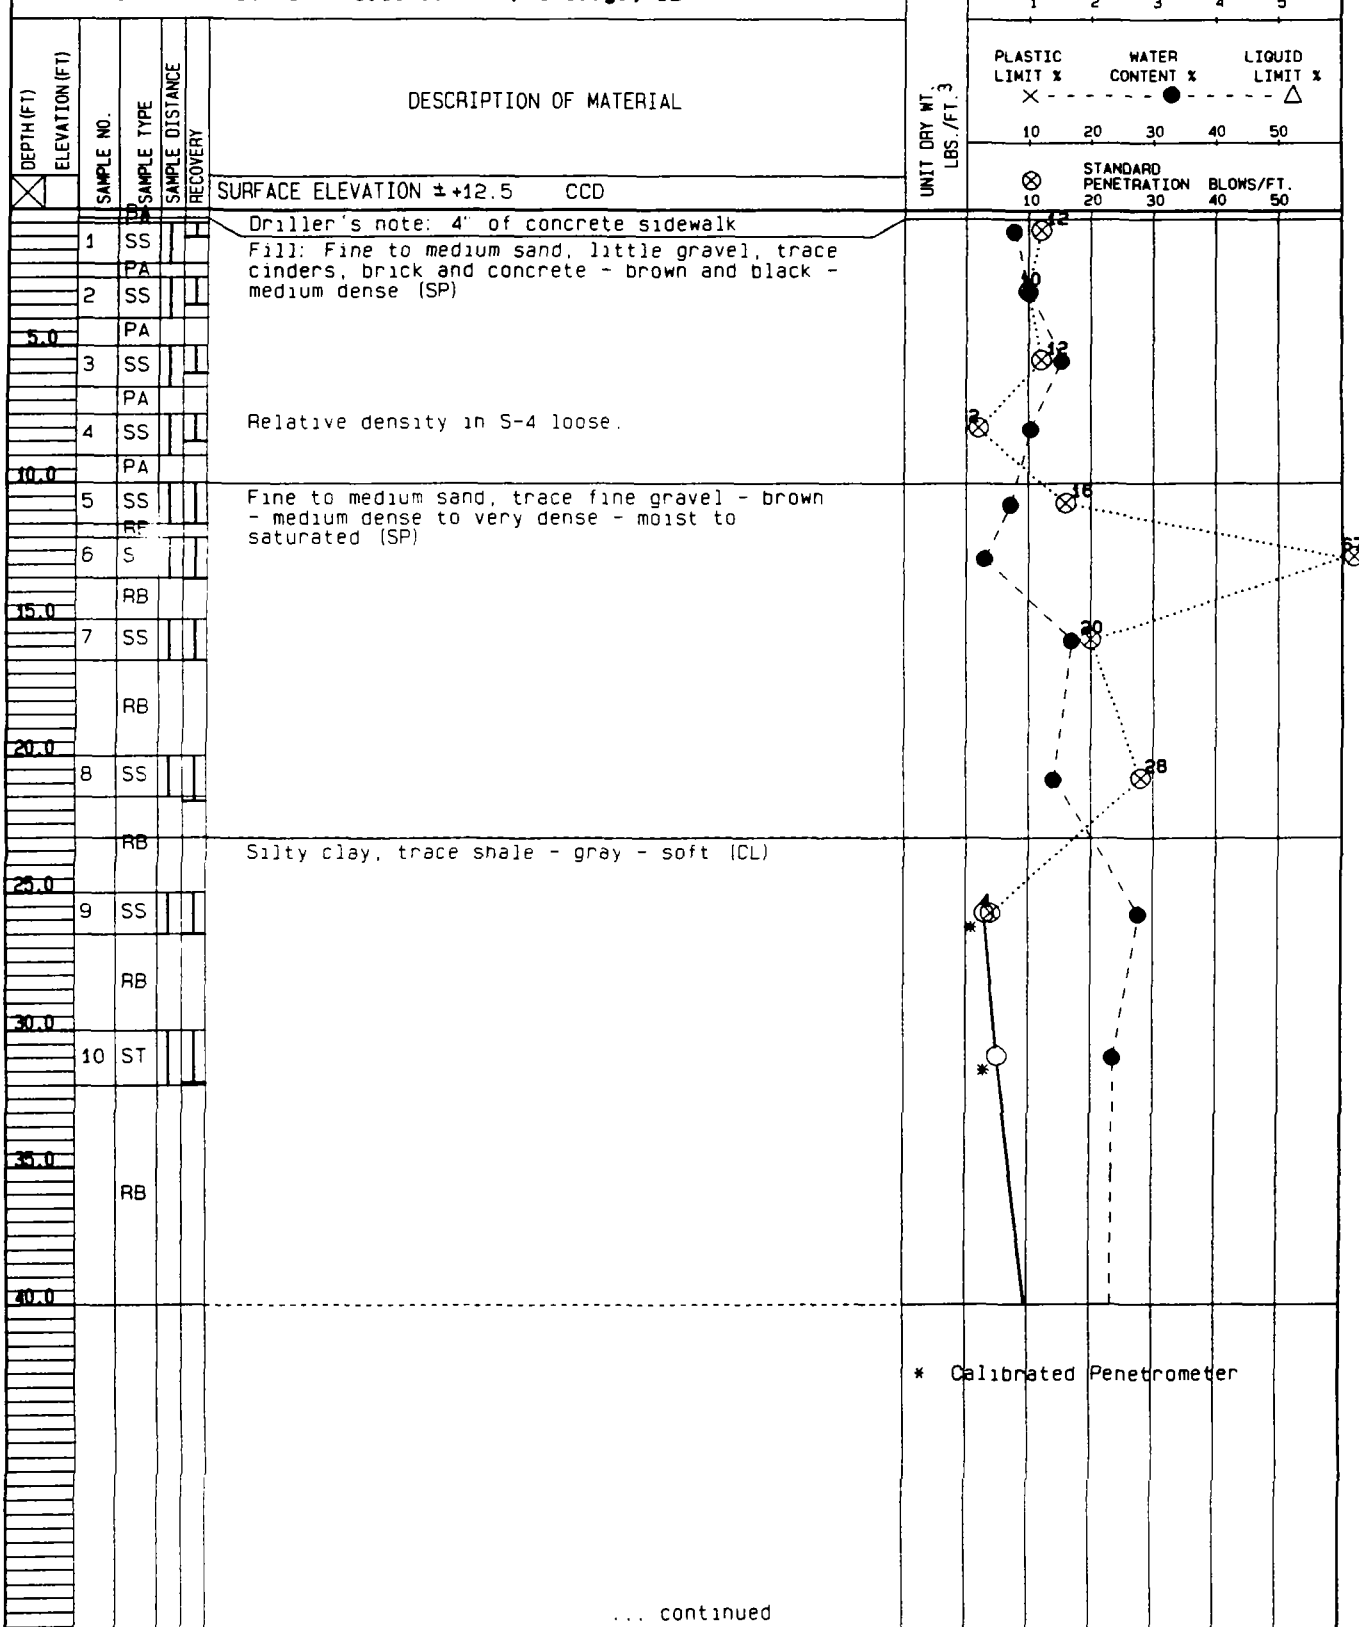 1 2 3 4 5
PLASTIC LIMIT %
WATER CONTENT %
LIQUID LIMIT %
10 20 30 40 50
STANDARD
PENETRATION BLOWS/FT.
10 20 30 40 50
DEPTH (FT)
ELEVATION (FT)
SAMPLE NO.
SAMPLE TYPE
SAMPLE DISTANCE
RECOVERY
DESCRIPTION OF MATERIAL
UNIT DRY WT.
LBS./FT.3
SURFACE ELEVATION ± +12.5 CCD
Driller's note: 4" of concrete sidewalk
12
1 SS
Fill: Fine to medium sand, little gravel, trace
PA
cinders, brick and concrete - brown and black -
2 SS
medium dense (SP)
10
5.0 PA
3 SS
12
PA
4 SS
Relative density in S-4 loose.
2
10.0 PA
5 SS
Fine to medium sand, trace fine gravel - brown
16
- medium dense to very dense - moist to
saturated (SP)
6 S
RB
15.0
7 SS
20
RB
20.0
8 SS
28
RB
Silty clay, trace shale - gray - soft (CL)
25.0
9 SS
4
*
RB
30.0
10 ST
*
35.0
RB
40.0
* Calibrated Penetrometer
... continued